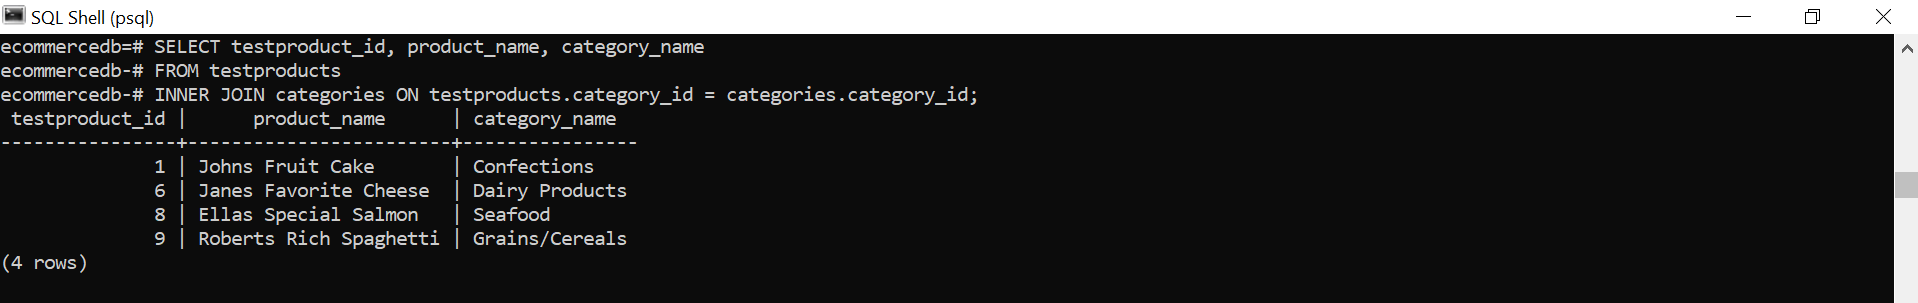 SQL Shell (psql)
ecommercedb=# SELECT testproduct_id, product_name, category_name
ecommercedb-# FROM testproducts
ecommercedb-# INNER JOIN categories ON testproducts.category_id = categories.category_id;
 testproduct_id |      product_name      | category_name
----------------+------------------------+----------------
              1 | Johns Fruit Cake       | Confections
              6 | Janes Favorite Cheese  | Dairy Products
              8 | Ellas Special Salmon   | Seafood
              9 | Roberts Rich Spaghetti | Grains/Cereals
(4 rows)